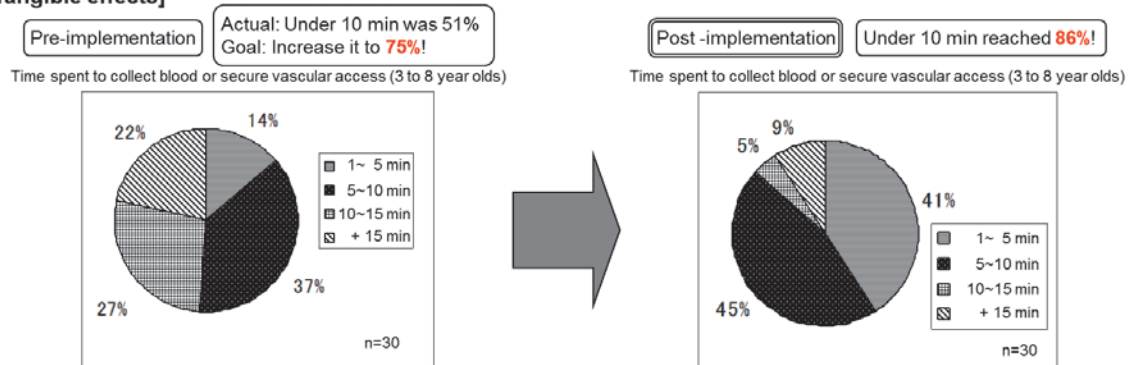 Tangible effects]
Pre-implementation
Actual: Under 10 min was 51%
Goal: Increase it to 75%!
Time spent to collect blood or secure vascular access (3 to 8 year olds)
22%
14%
1~ 5 min
5~10 min
10~15 min
+ 15 min
37%
27%
n=30
Post -implementation
Under 10 min reached 86%!
Time spent to collect blood or secure vascular access (3 to 8 year olds)
9%
5%
41%
1~ 5 min
5~10 min
10~15 min
+ 15 min
45%
n=30